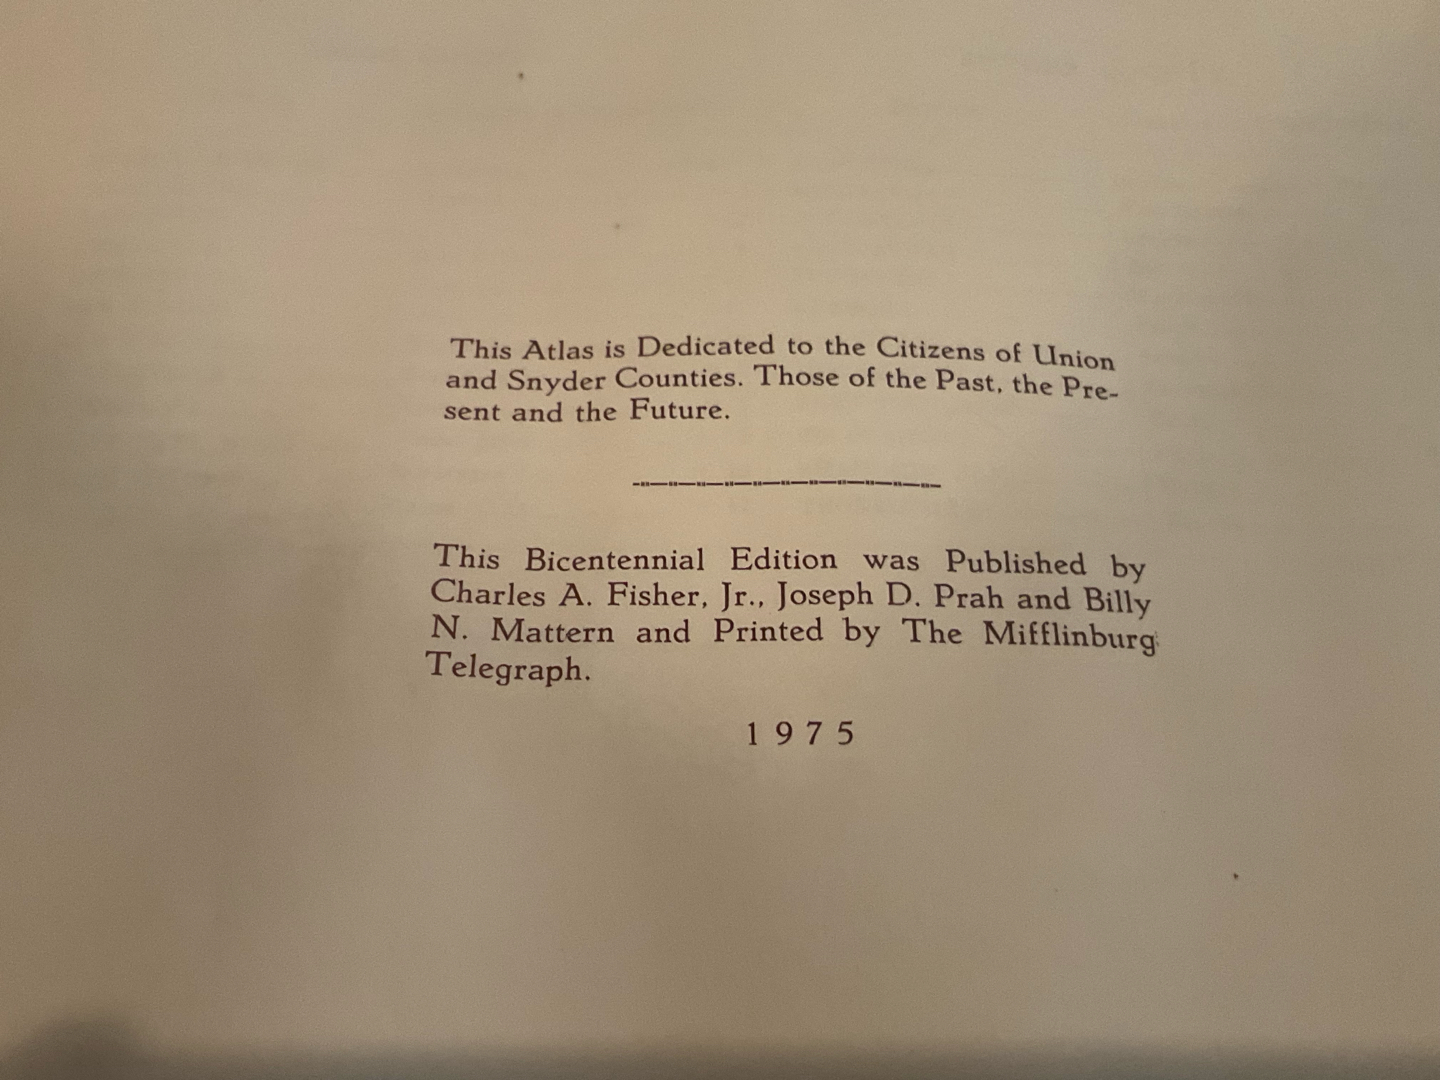 This Atlas is Dedicated to the Citizens of Union
and Snyder Counties. Those of the Past, the Pre-
sent and the Future.
This Bicentennial Edition was Published by
Charles A. Fisher, Jr., Joseph D. Prah and Billy
N. Mattern and Printed by The Mifflinburg
Telegraph.
1975